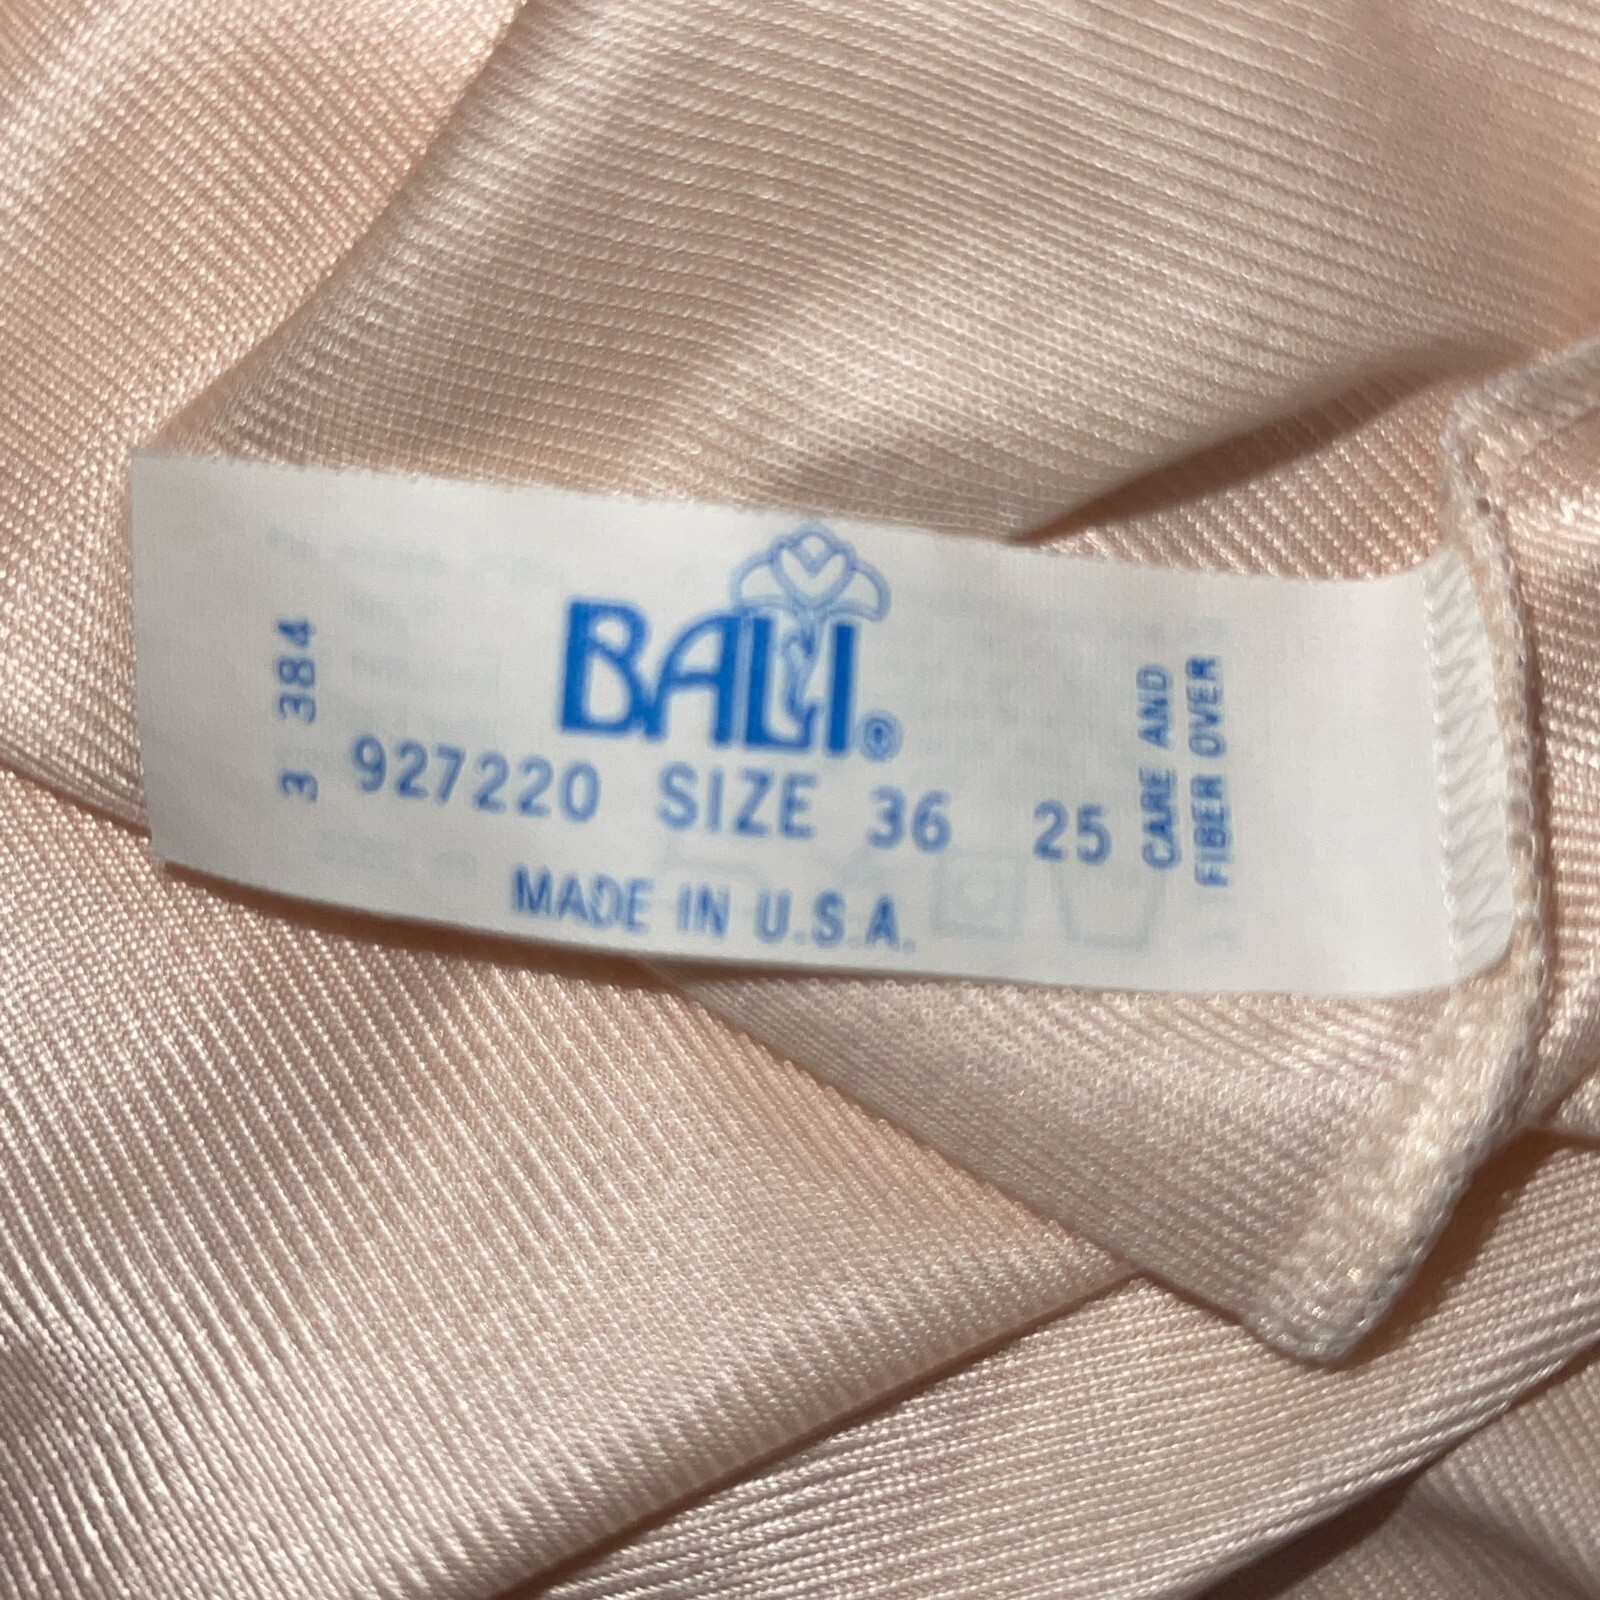 BALI®
927220 SIZE 36 25
MADE IN U.S.A.
3 384
CARE AND
FIBER OVER